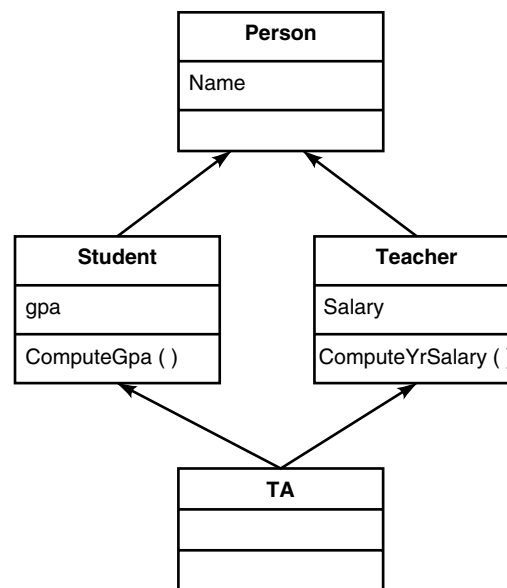 Person
Name
Student
gpa
ComputeGpa ( )
Teacher
Salary
ComputeYrSalary ( )
TA